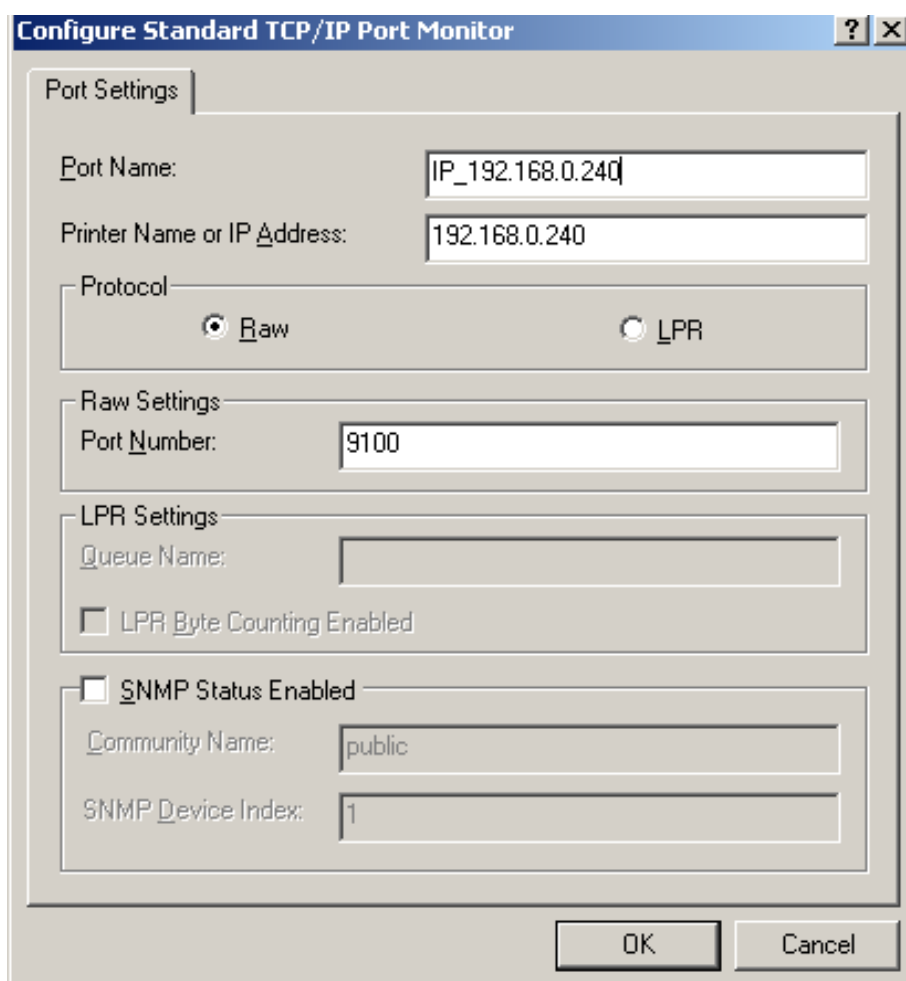 Configure Standard TCP/IP Port Monitor
Port Settings
Port Name: IP_192.168.0.240
Printer Name or IP Address: 192.168.0.240
Protocol
Raw LPR
Raw Settings
Port Number: 9100
LPR Settings
Queue Name:
LPR Byte Counting Enabled
SNMP Status Enabled
Community Name: public
SNMP Device Index: 1
OK Cancel